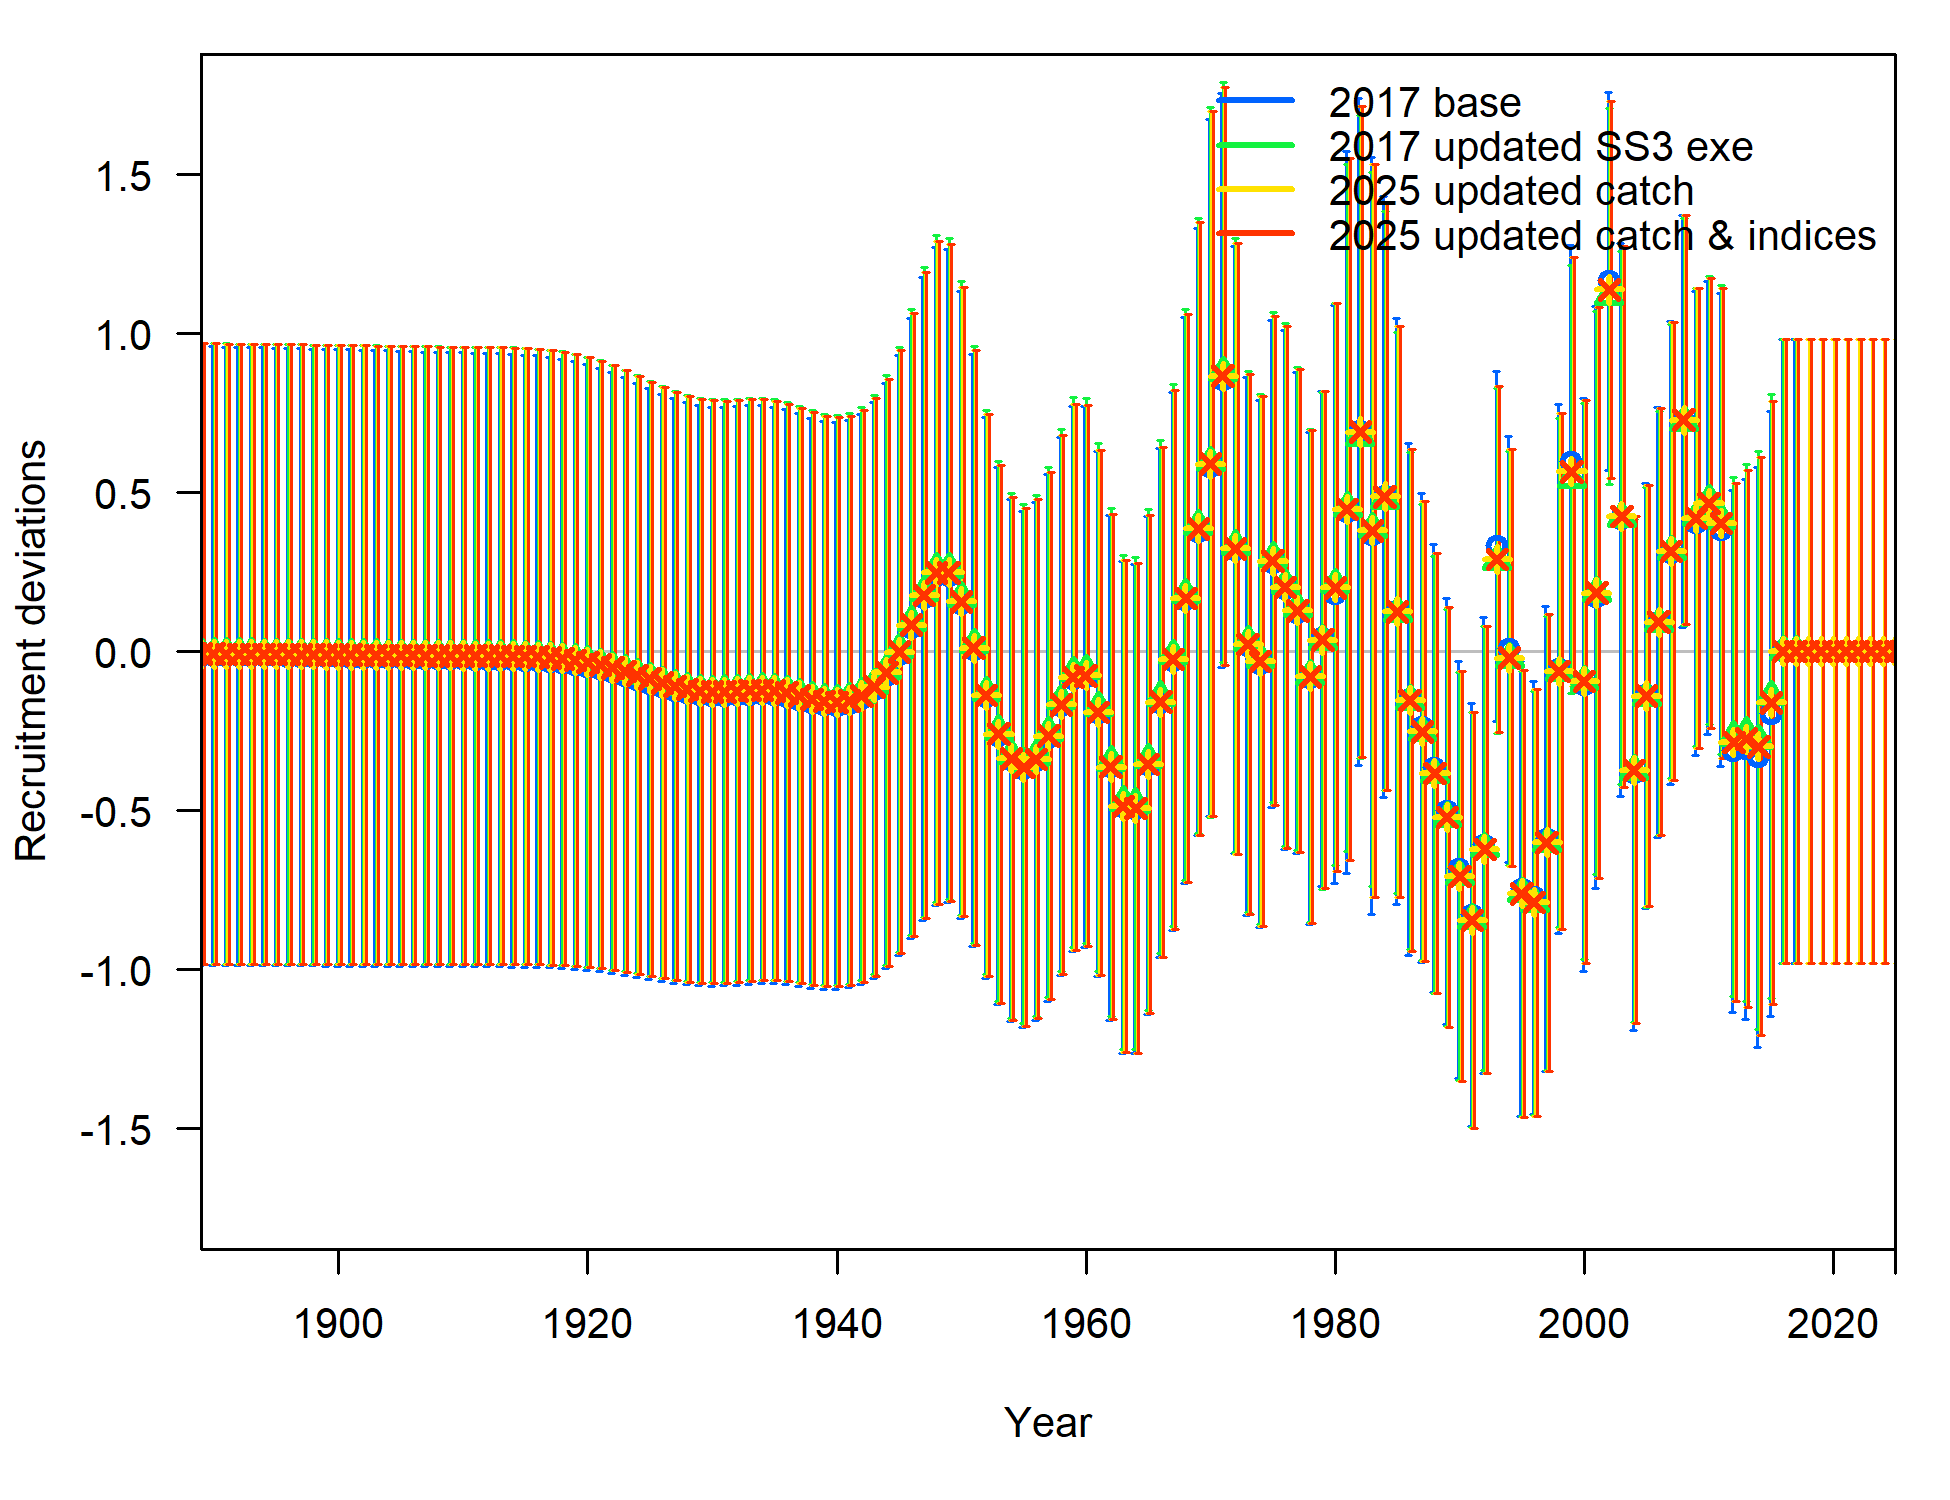 2017 base
2017 updated SS3 exe
2025 updated catch
2025 updated catch & indices
1.5
1.0
0.5
0.0
-0.5
-1.0
-1.5
Recruitment deviations
1900 1920 1940 1960 1980 2000 2020
Year